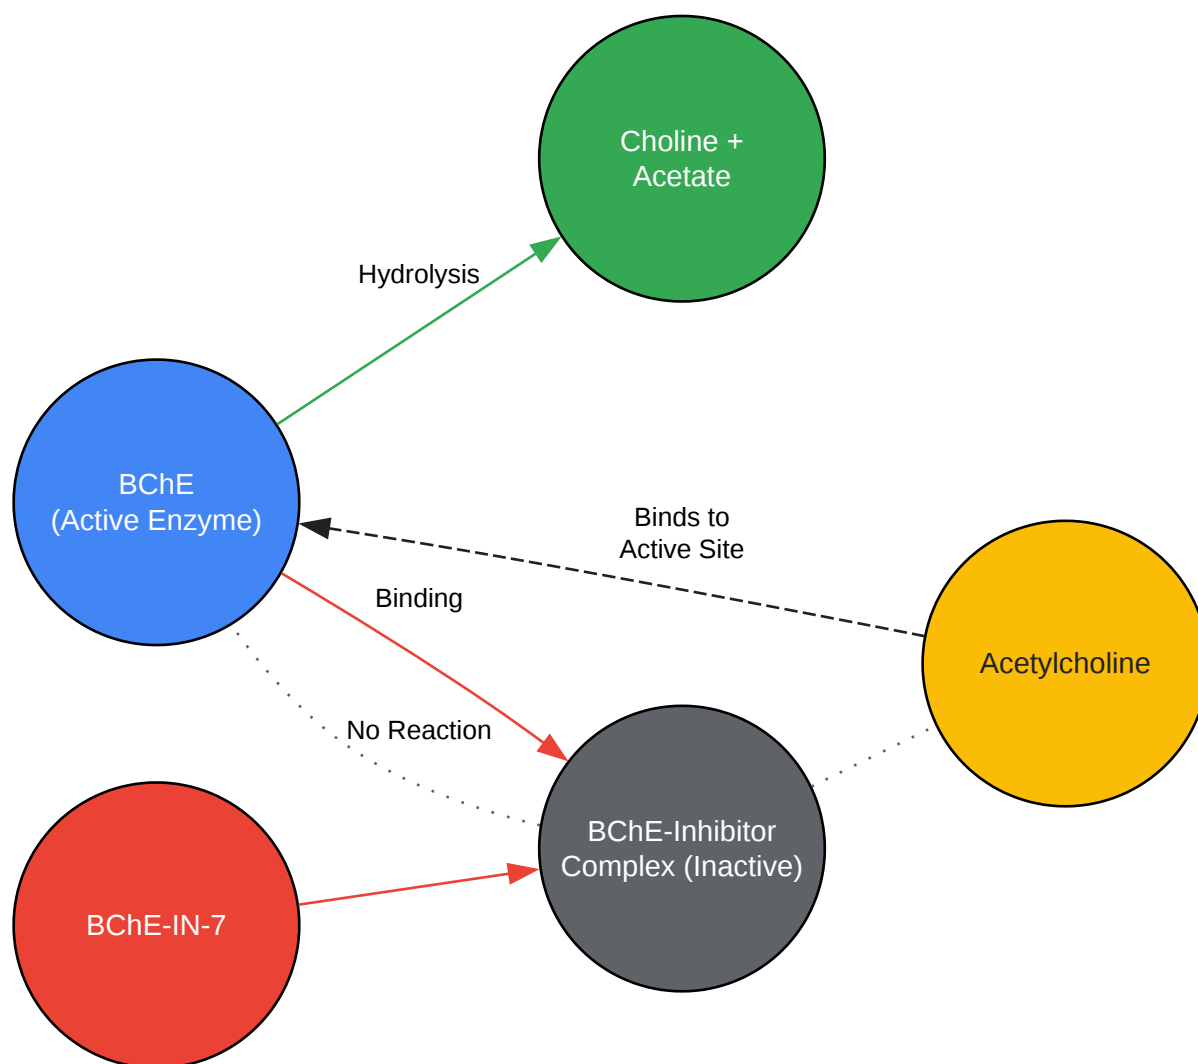 Choline +
Acetate
Hydrolysis
BChE
(Active Enzyme)
Binds to
Active Site
Binding
Acetylcholine
No Reaction
BChE-Inhibitor
Complex (Inactive)
BChE-IN-7